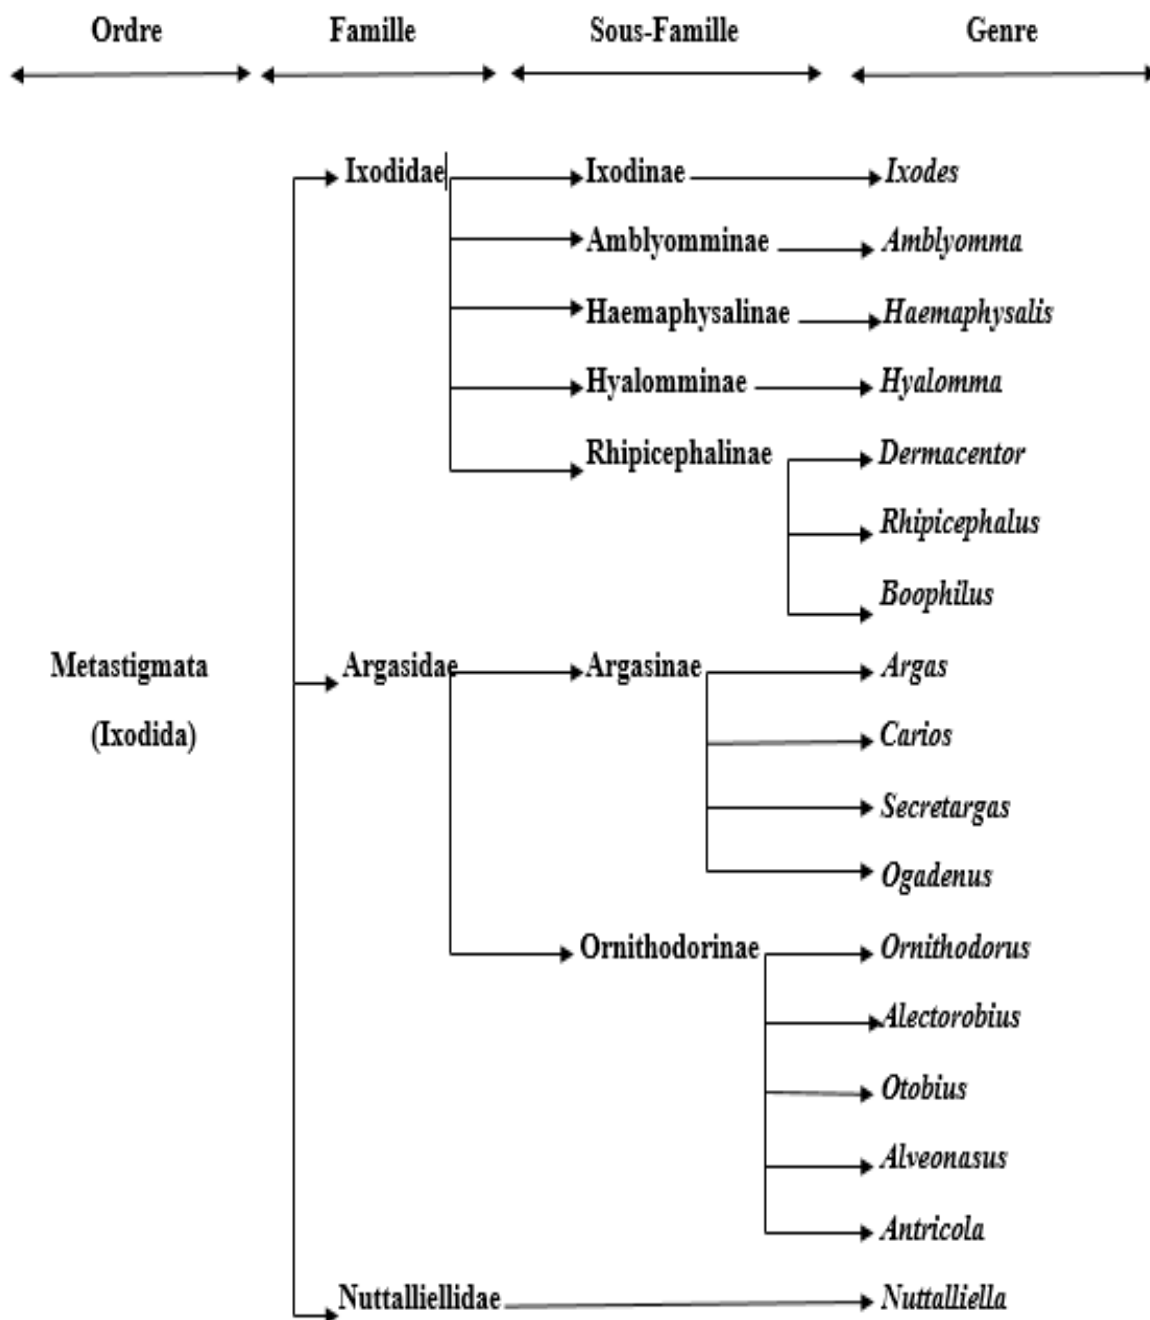 Ordre Famille Sous-Famille Genre
Ixodidae Ixodinae Ixodes
Amblyomminae Amblyomma
Haemaphysalinae Haemaphysalis
Hyalomminae Hyalomma
Rhipicephalinae Dermacentor
Rhipicephalus
Boophilus
Metastigmata Argasidae Argasinae Argas
(Ixodida) Carios
Secretargas
Ogadenus
Ornithodorinae Ornithodorus
Alectorobius
Otobius
Alveonasus
Antricola
Nuttalliellidae Nuttalliella